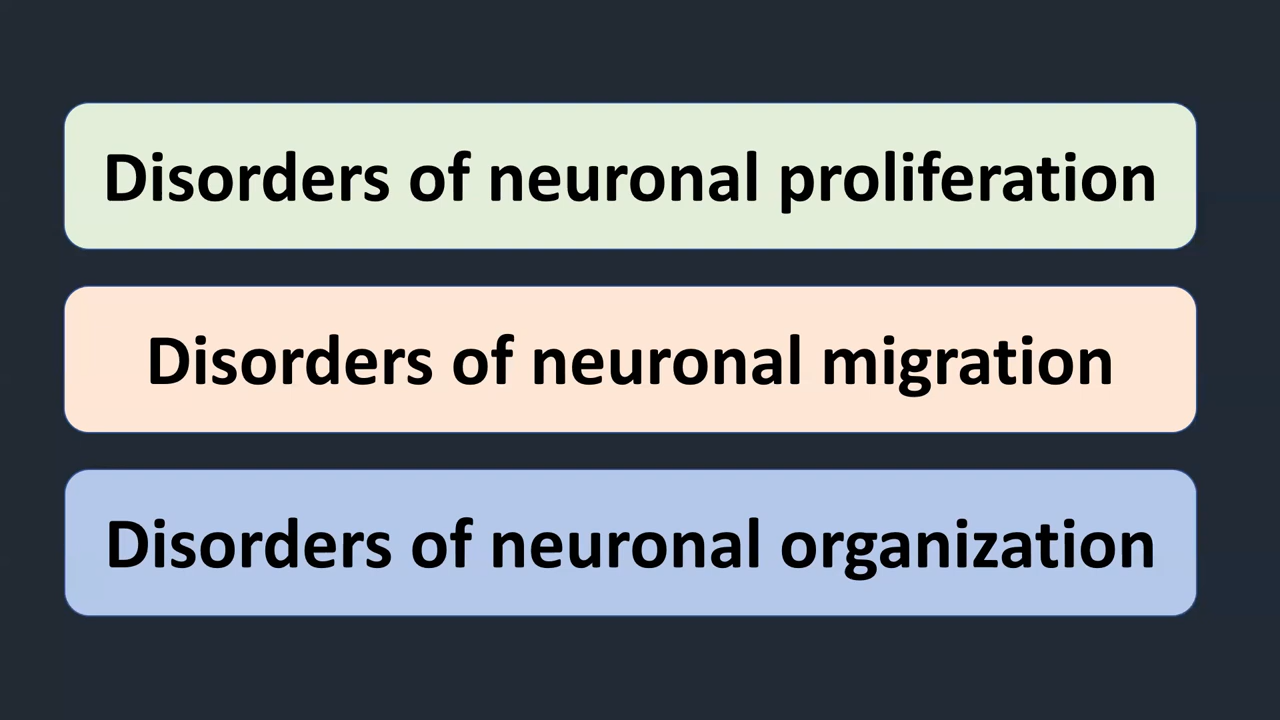 Disorders of neuronal proliferation
Disorders of neuronal migration
Disorders of neuronal organization